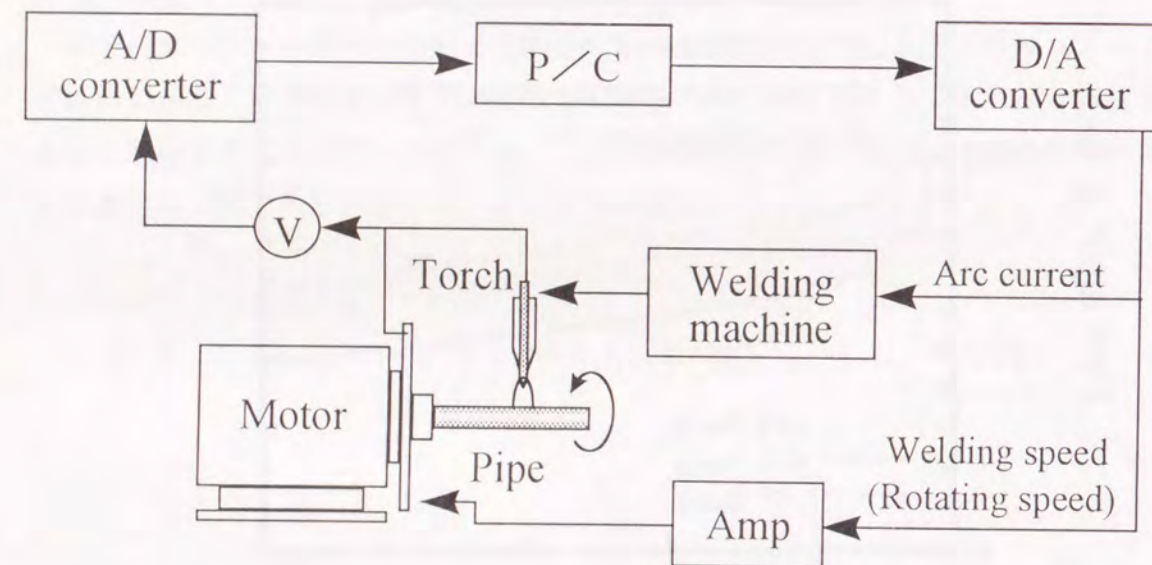 A/D
converter
P／C
D/A
converter
V
Torch
Welding
machine
Arc current
Motor
Pipe
Welding speed
(Rotating speed)
Amp